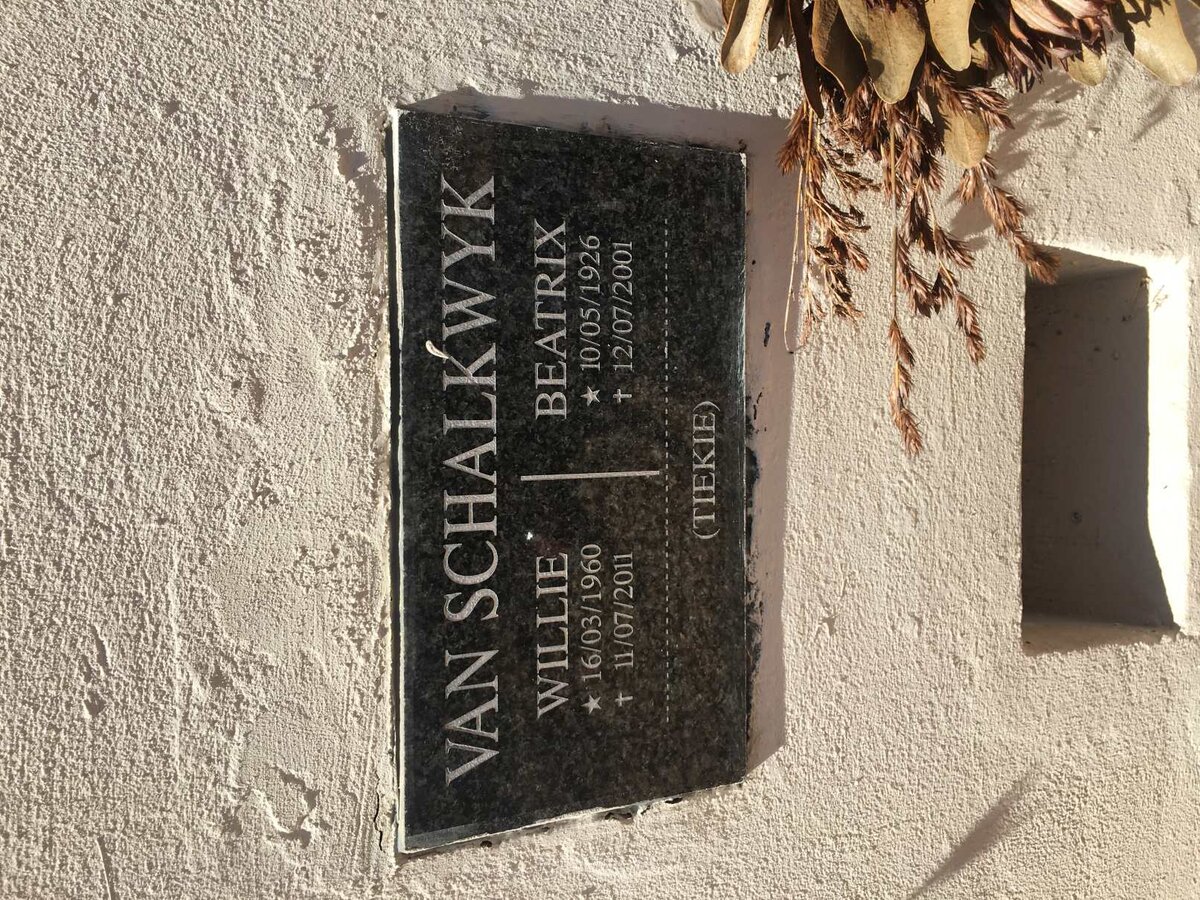 VAN SCHALKWYK
WILLIE
★ 16/03/1960
✝ 11/07/2011
BEATRIX
★ 10/05/1926
✝ 12/07/2001
(TIEKIE)